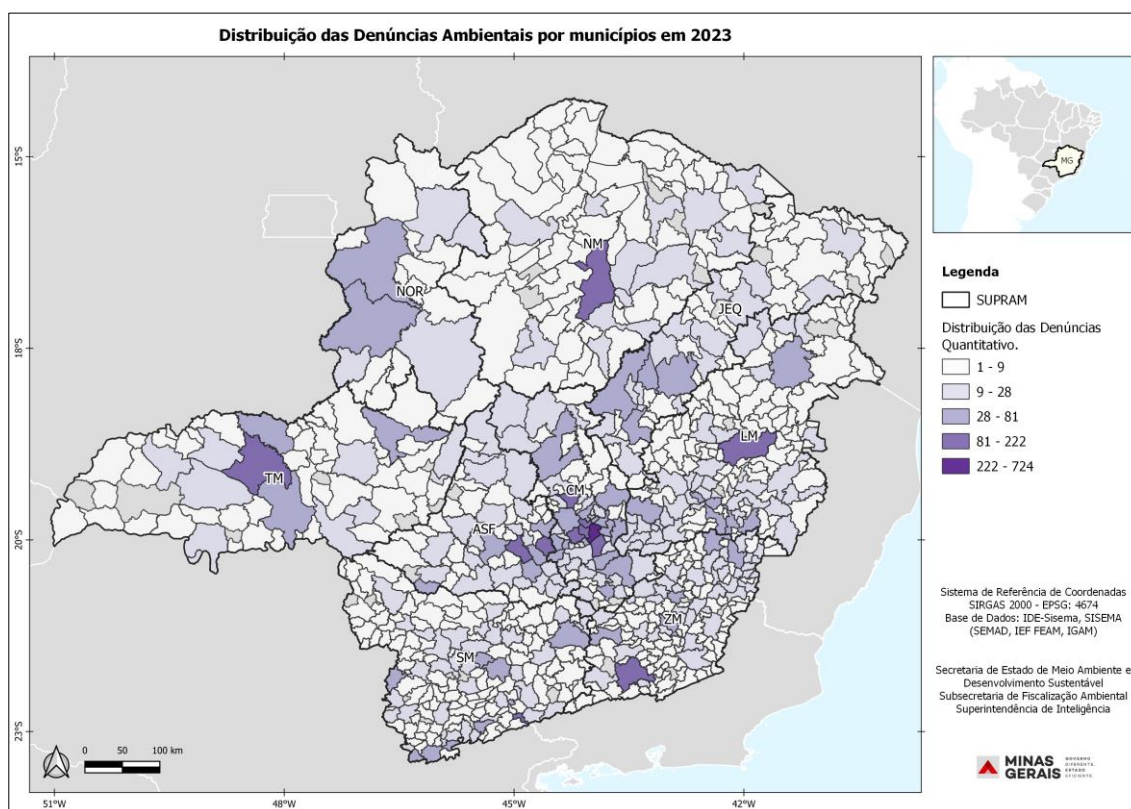 Distribuição das Denúncias Ambientais por municípios em 2023
MG
15°S
18°S
20°S
23°S
51°W
48°W
45°W
42°W
NM
NOR
JEQ
LM
TM
CM
ASF
ZM
SM
0 50 100 km
Legenda
SUPRAM
Distribuição das Denúncias
Quantitativo.
1 - 9
9 - 28
28 - 81
81 - 222
222 - 724
Sistema de Referência de Coordenadas
SIRGAS 2000 - EPSG: 4674
Base de Dados: IDE-Sisema, SISEMA
(SEMAD, IEF FEAM, IGAM)
Secretaria de Estado de Meio Ambiente e
Desenvolvimento Sustentável
Subsecretaria de Fiscalização Ambiental
Superintendência de Inteligência
MINAS
GERAIS
GOVERNO
DIFERENTE.
ESTADO
EFICIENTE.